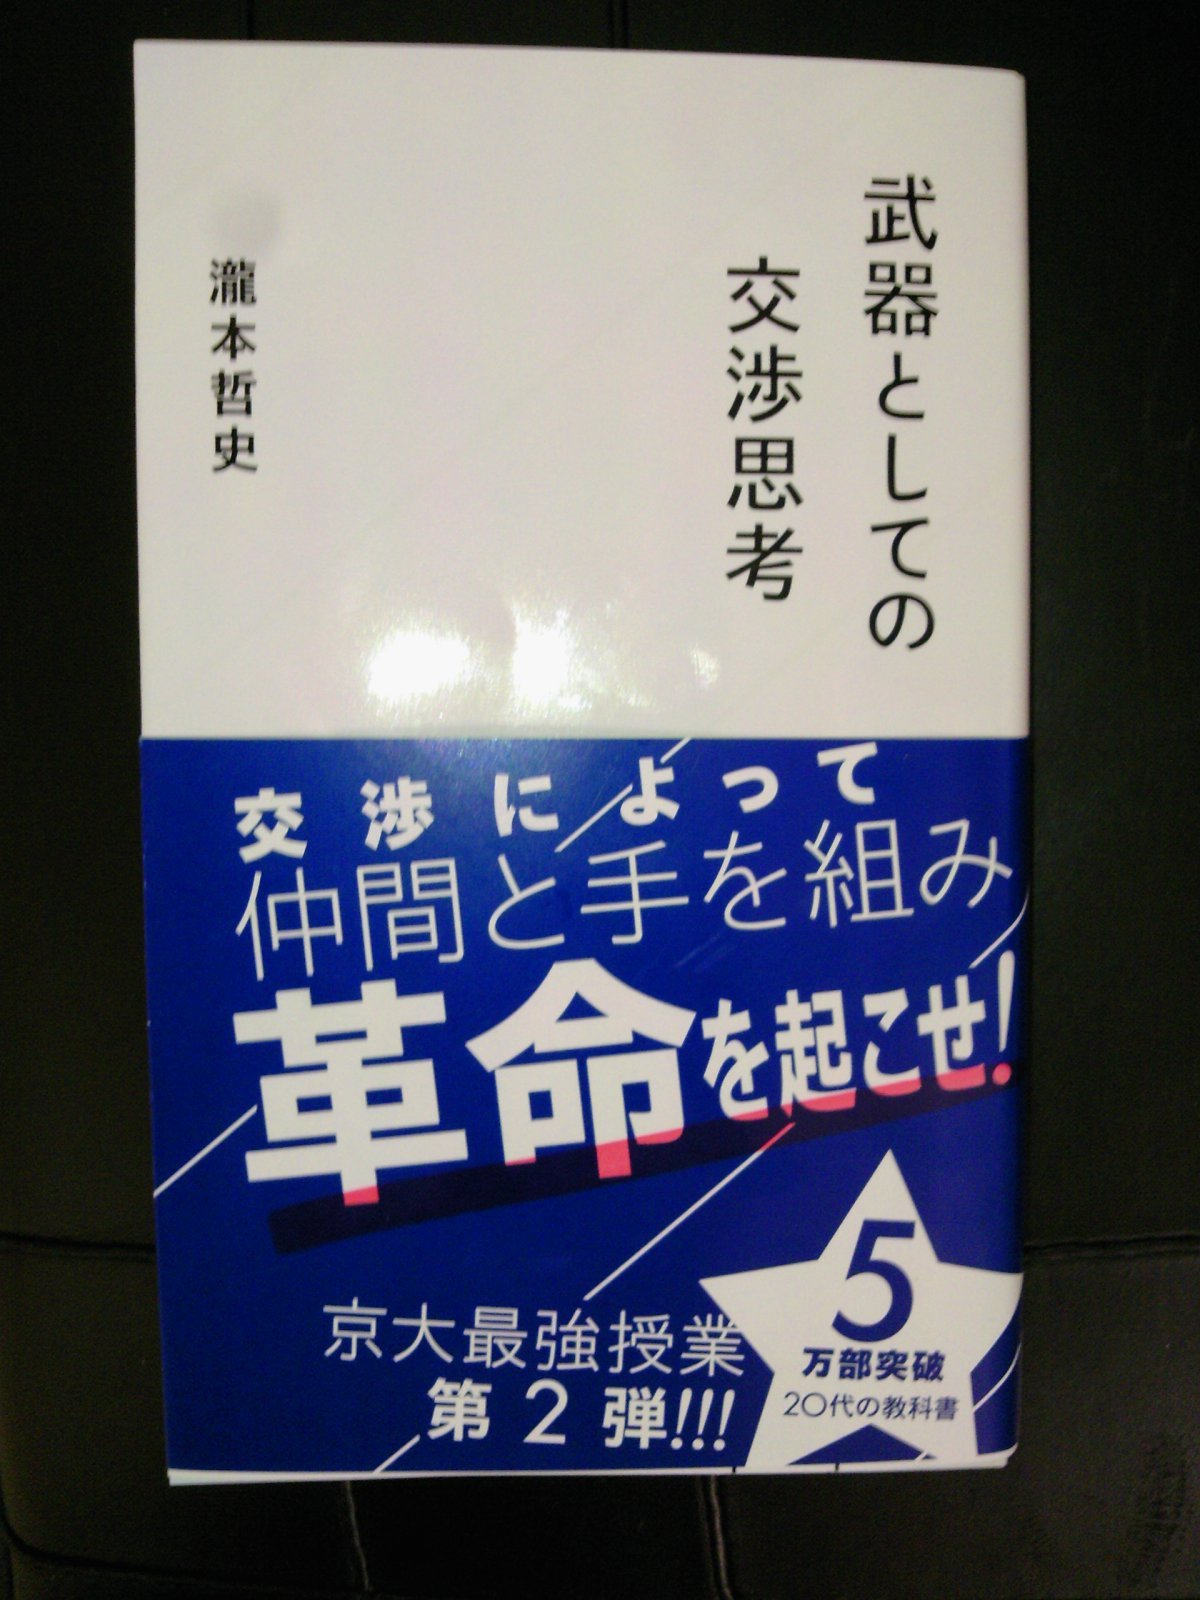 武器としての
交渉思考
瀧本哲史
交渉によって
仲間と手を組み
革命を起こせ!
京大最強授業
第2弾!!!
5
万部突破
20代の教科書